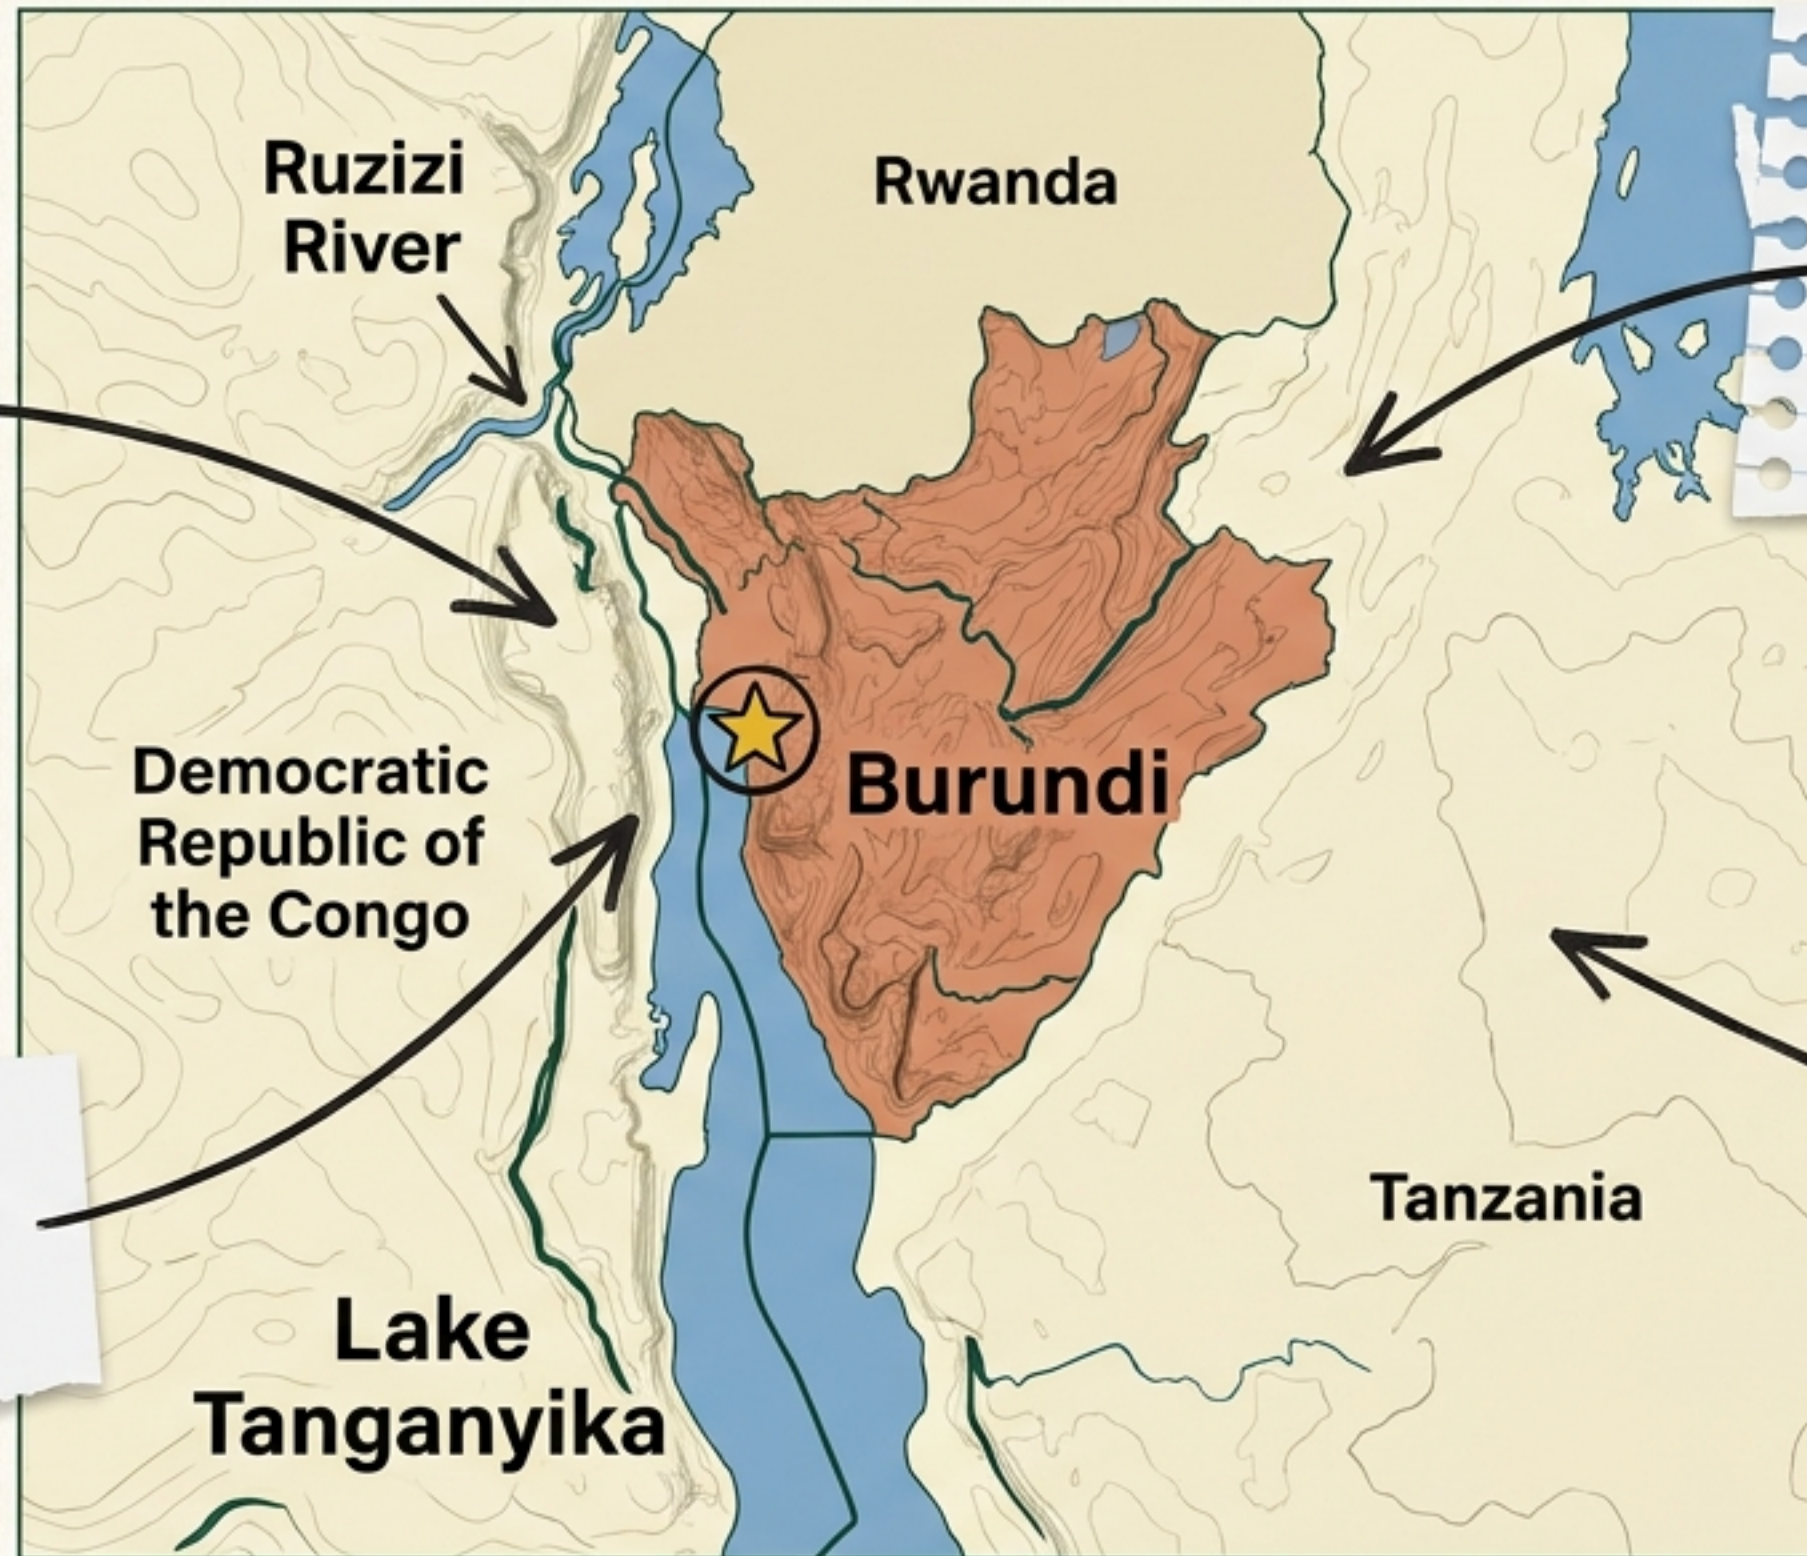 Ruzizi
River
Rwanda
Democratic
Republic of
the Congo
Burundi
Tanzania
Lake
Tanganyika